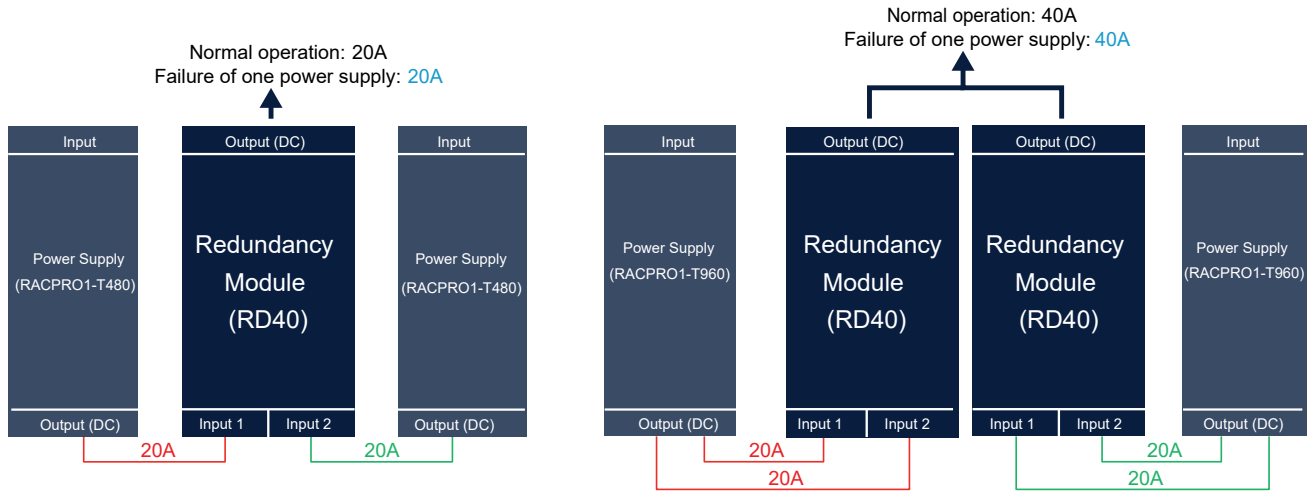 Normal operation: 20A
Failure of one power supply: 20A
Input
Output (DC)
Input
Power Supply
(RACPRO1-T480)
Redundancy
Module
(RD40)
Power Supply
(RACPRO1-T480)
Output (DC)
Input 1
Input 2
Output (DC)
20A
20A
Normal operation: 40A
Failure of one power supply: 40A
Input
Output (DC)
Output (DC)
Input
Power Supply
(RACPRO1-T960)
Redundancy
Module
(RD40)
Redundancy
Module
(RD40)
Power Supply
(RACPRO1-T960)
Output (DC)
Input 1
Input 2
Input 1
Input 2
Output (DC)
20A
20A
20A
20A